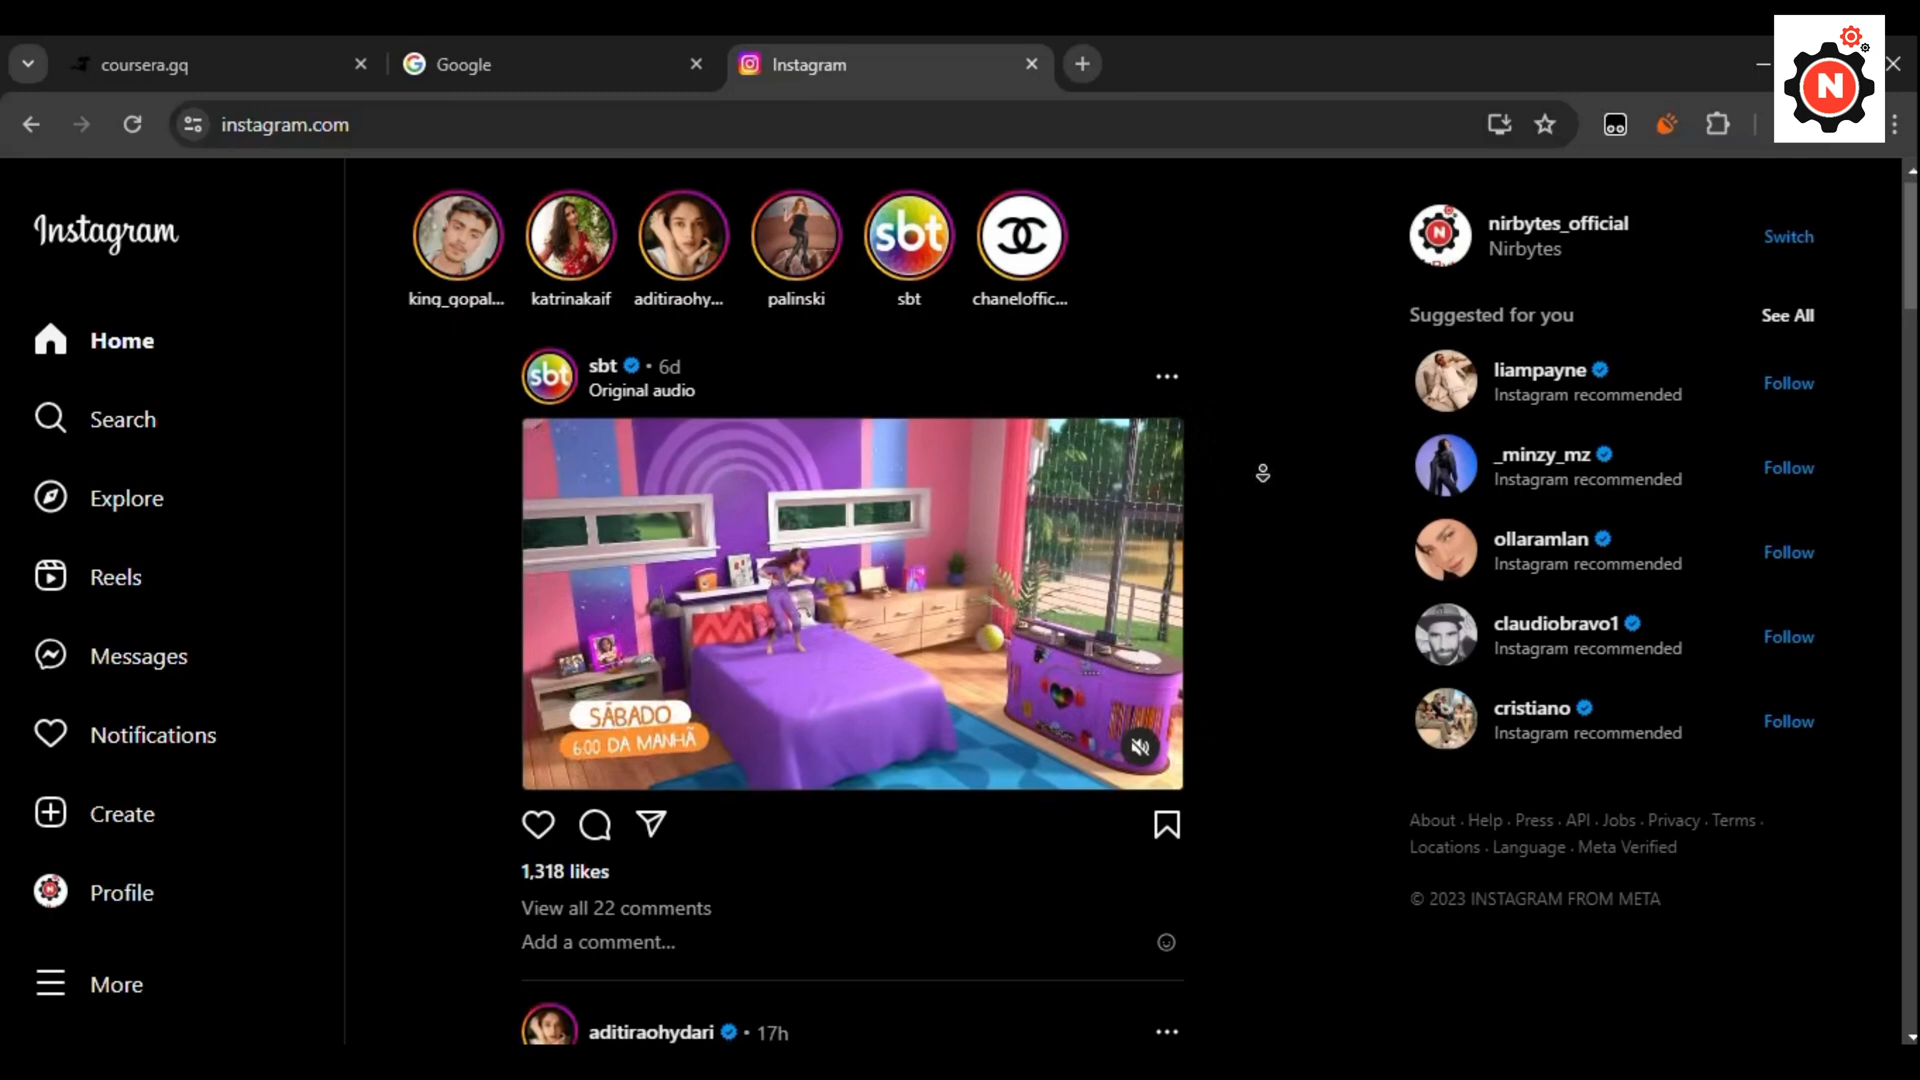 coursera.gq
Google
Instagram
N
instagram.com
Instagram
Home
Search
Explore
Reels
Messages
Notifications
Create
Profile
More
sbt
king_gopal...
katrinakaif
aditiraohy...
palinski
sbt
chaneloffic...
sbt
sbt • 6d
Original audio
SÁBADO
6:00 DA MANHÃ
1,318 likes
View all 22 comments
Add a comment...
aditiraohydari • 17h
N
nirbytes_official
Nirbytes
Switch
Suggested for you
See All
liampayne
Instagram recommended
Follow
_minzy_mz
Instagram recommended
Follow
ollaramlan
Instagram recommended
Follow
claudiobravo1
Instagram recommended
Follow
cristiano
Instagram recommended
Follow
About · Help · Press · API · Jobs · Privacy · Terms ·
Locations · Language · Meta Verified
© 2023 INSTAGRAM FROM META